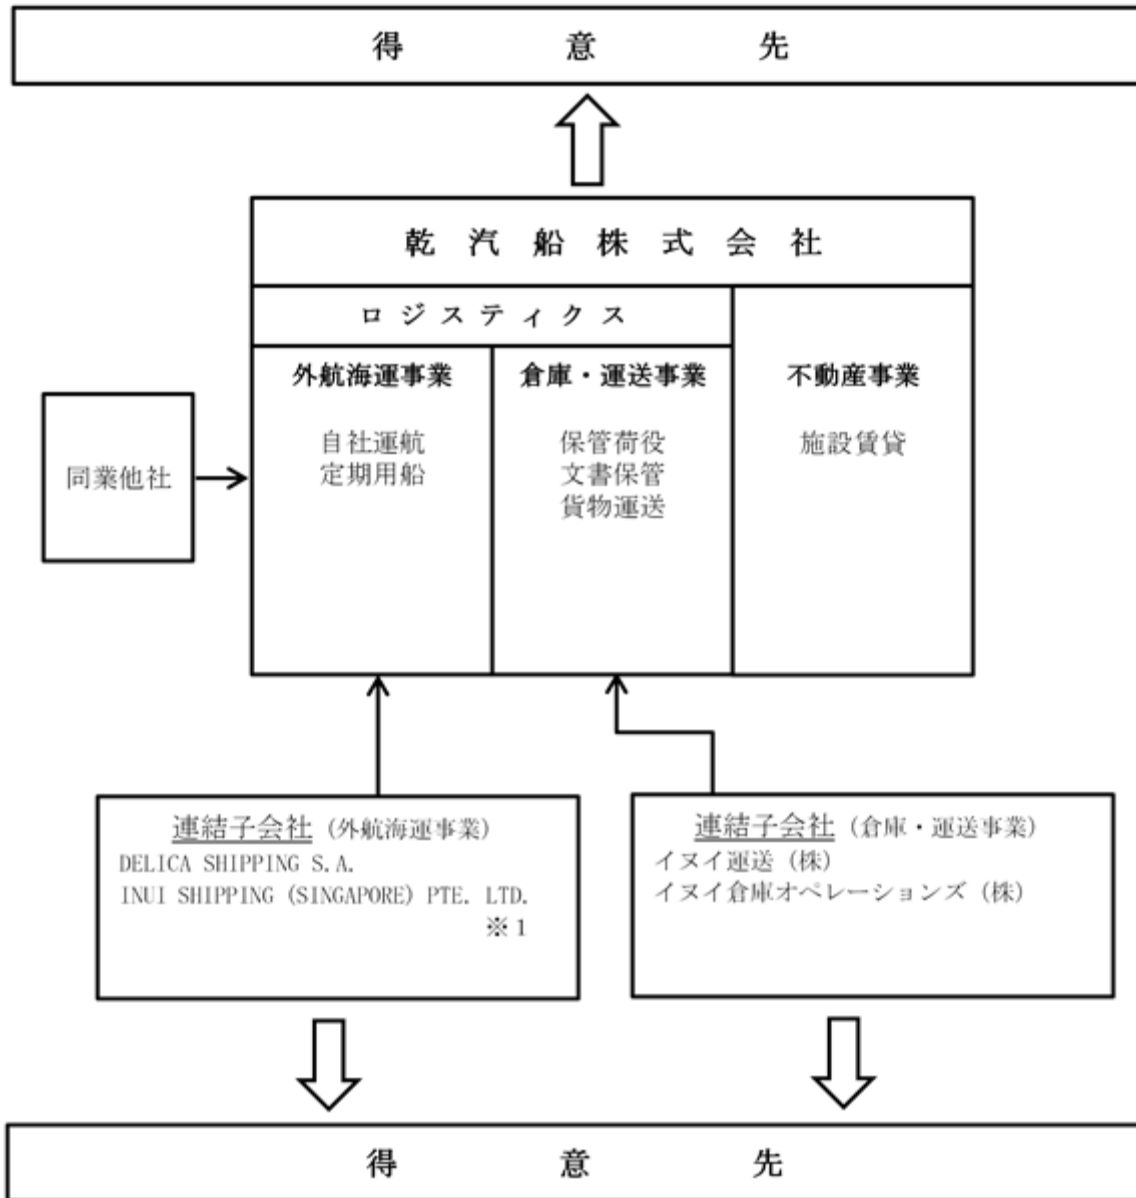 得意先
乾汽船株式会社
ロジスティクス
外航海運事業
自社運航
定期用船
倉庫・運送事業
保管荷役
文書保管
貨物運送
不動産事業
施設賃貸
同業他社
連結子会社 (外航海運事業)
DELICA SHIPPING S.A.
INUI SHIPPING (SINGAPORE) PTE. LTD.
※1
連結子会社 (倉庫・運送事業)
イヌイ運送 (株)
イヌイ倉庫オペレーションズ (株)
得意先